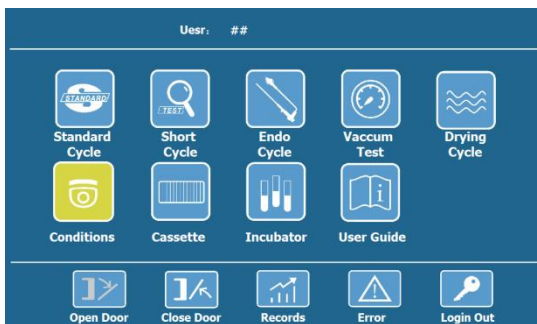 Uesr: ##
STANDARD
TEST
Standard Cycle
Short Cycle
Endo Cycle
Vaccum Test
Drying Cycle
i
Conditions
Cassette
Incubator
User Guide
Open Door
Close Door
Records
Error
Login Out